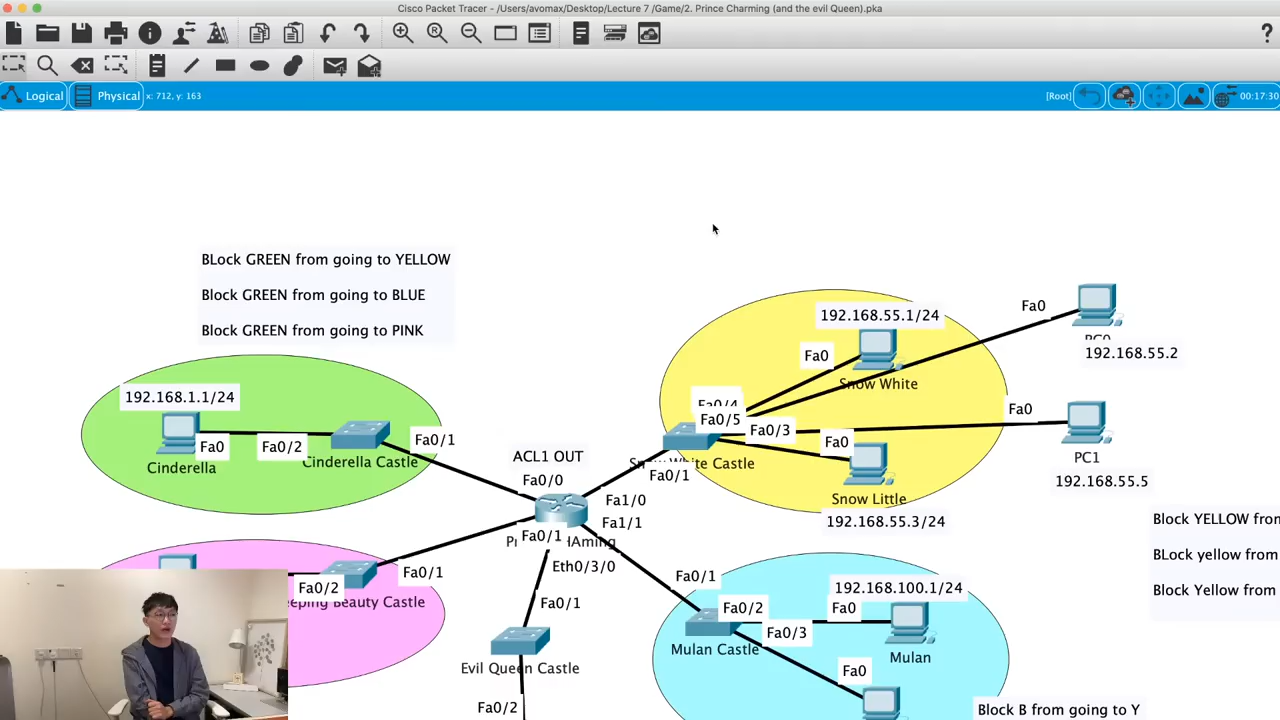 Cisco Packet Tracer - /Users/avomax/Desktop/Lecture 7 /Game/2. Prince Charming (and the evil Queen).pka
Logical
Physical
x: 712, y: 163
[Root]
00:17:30
BLock GREEN from going to YELLOW
Block GREEN from going to BLUE
Block GREEN from going to PINK
192.168.1.1/24
Fa0
Fa0/2
Fa0/1
Cinderella
Cinderella Castle
ACL1 OUT
Fa0/0
192.168.55.1/24
Fa0
Snow White
Fa0/4
Fa0/5
Fa0/3
Fa0
Castle
Fa0/1
Snow Little
192.168.55.3/24
Fa0
PC0
192.168.55.2
Fa0
PC1
192.168.55.5
Fa1/0
Fa1/1
Fa0/1
Eth0/3/0
Fa0/1
Fa0/2
Beauty Castle
Fa0/1
Evil Queen Castle
Fa0/2
Fa0/1
Fa0/2
Fa0/3
Mulan Castle
192.168.100.1/24
Fa0
Mulan
Fa0
Block YELLOW from
BLock yellow from
Block Yellow from
Block B from going to Y